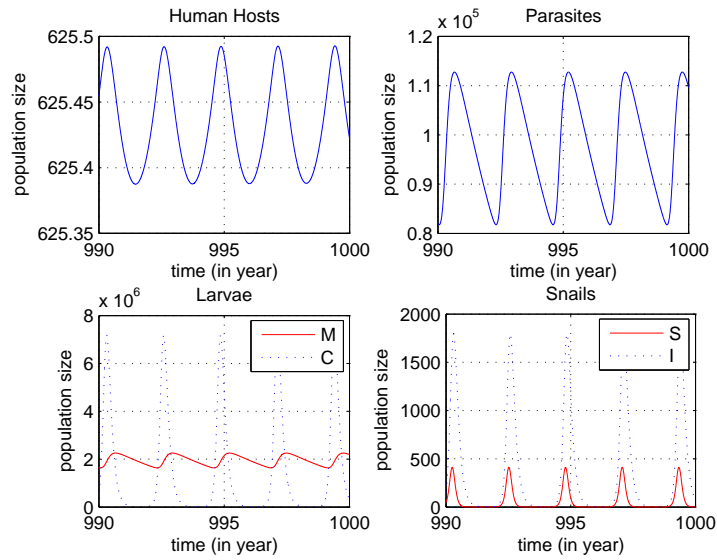 Human Hosts
625.5
625.45
625.4
625.35
population size
990
995
1000
time (in year)
Parasites
x 10^5
1.2
1.1
1
0.9
0.8
population size
990
995
1000
time (in year)
Larvae
x 10^6
8
6
4
2
0
population size
M
C
990
995
1000
time (in year)
Snails
2000
1500
1000
500
0
population size
S
I
990
995
1000
time (in year)